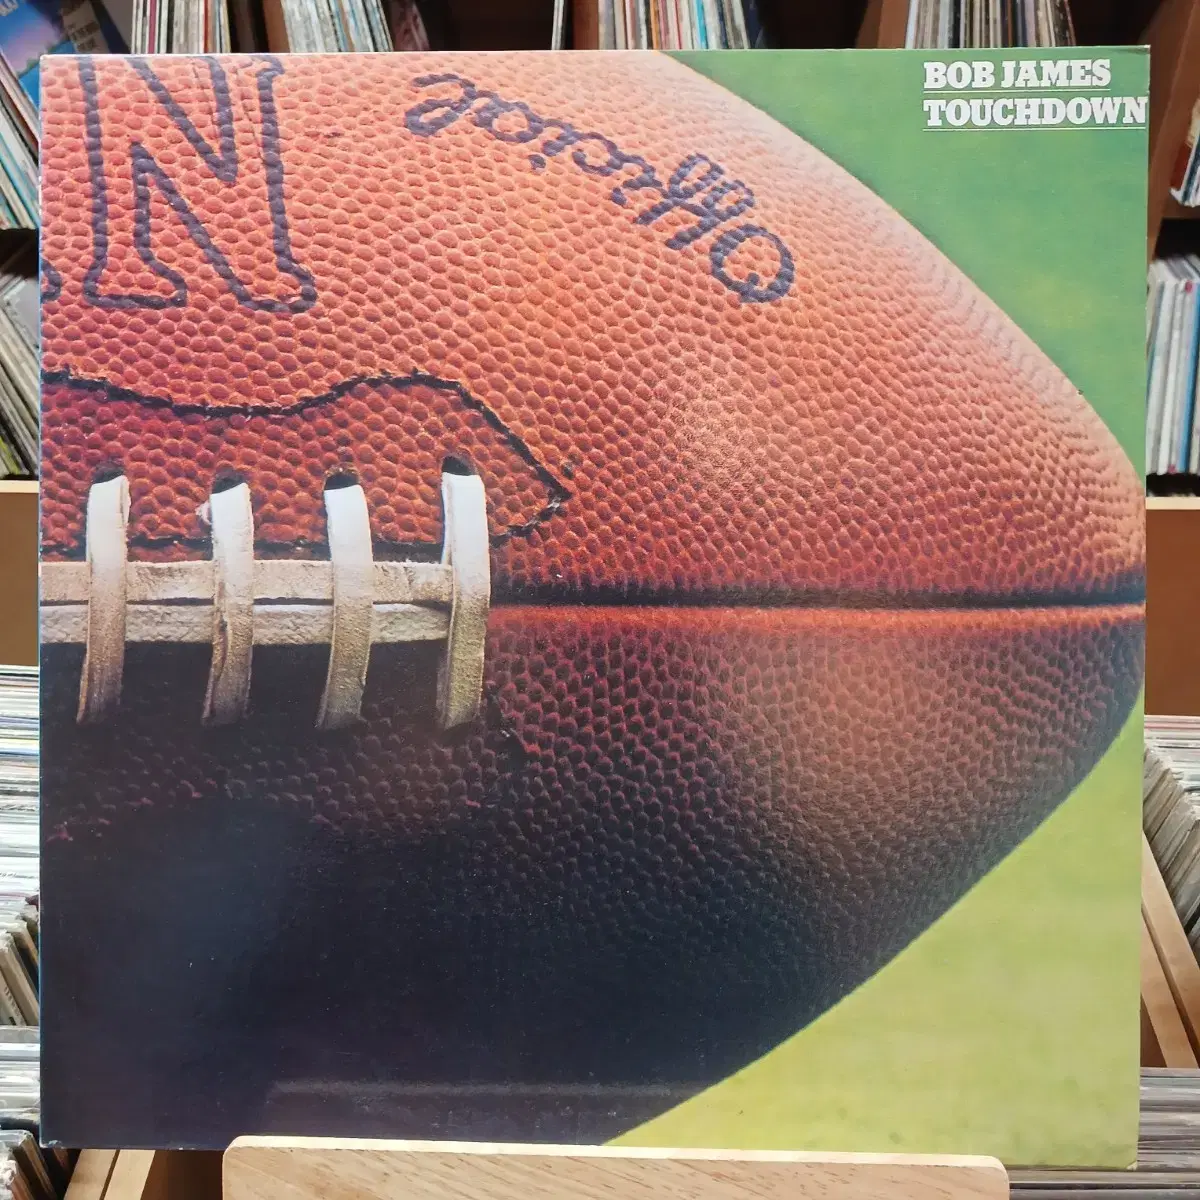 BOB JAMES
TOUCHDOWN
N
Official